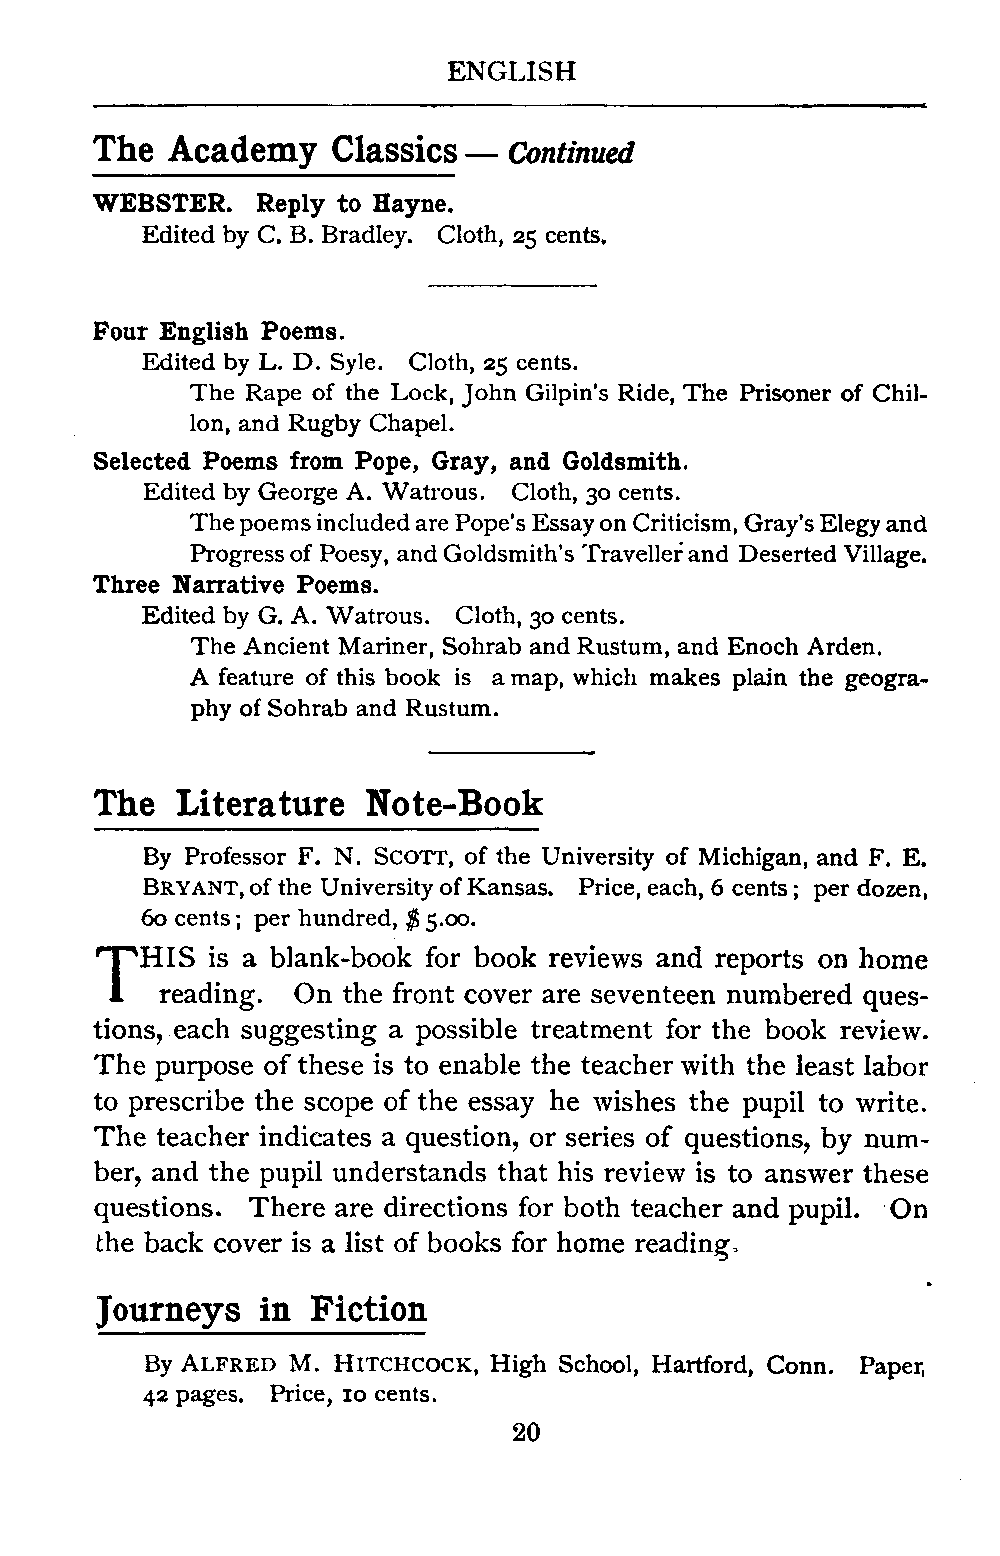 ENGLISH
The Academy Classics — Continued
WEBSTER. Reply to Hayne.
Edited by C. B. Bradley. Cloth, 25 cents.
Four English Poems.
Edited by L. D. Syle. Cloth, 25 cents.
The Rape of the Lock, John Gilpin's Ride, The Prisoner of Chil-
lon, and Rugby Chapel.
Selected Poems from Pope, Gray, and Goldsmith.
Edited by George A. Watrous. Cloth, 30 cents.
The poems included are Pope's Essay on Criticism, Gray's Elegy and
Progress of Poesy, and Goldsmith's Traveller and Deserted Village.
Three Narrative Poems.
Edited by G. A. Watrous. Cloth, 30 cents.
The Ancient Mariner, Sohrab and Rustum, and Enoch Arden.
A feature of this book is a map, which makes plain the geogra-
phy of Sohrab and Rustum.
The Literature Note-Book
By Professor F. N. SCOTT, of the University of Michigan, and F. E.
BRYANT, of the University of Kansas. Price, each, 6 cents; per dozen,
60 cents; per hundred, $5.00.
THIS is a blank-book for book reviews and reports on home
reading. On the front cover are seventeen numbered ques-
tions, each suggesting a possible treatment for the book review.
The purpose of these is to enable the teacher with the least labor
to prescribe the scope of the essay he wishes the pupil to write.
The teacher indicates a question, or series of questions, by num-
ber, and the pupil understands that his review is to answer these
questions. There are directions for both teacher and pupil. On
the back cover is a list of books for home reading.
Journeys in Fiction
By ALFRED M. HITCHCOCK, High School, Hartford, Conn. Paper,
42 pages. Price, 10 cents.
20